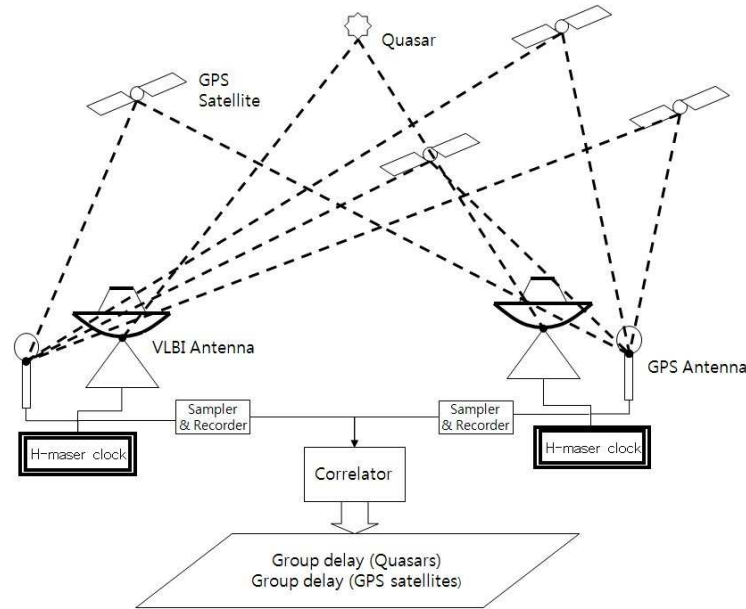 Quasar
GPS
Satellite
VLBI Antenna
GPS Antenna
Sampler
& Recorder
Sampler
& Recorder
H-maser clock
H-maser clock
Correlator
Group delay (Quasars)
Group delay (GPS satellites)